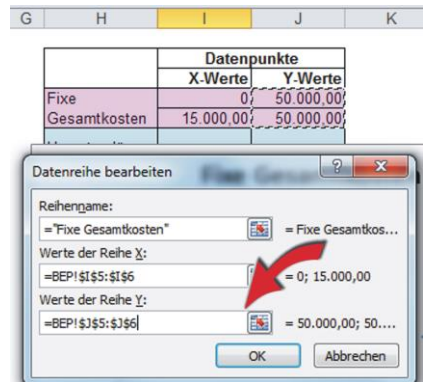 G H I J K
Datenpunkte
X-Werte Y-Werte
Fixe 0 50.000,00
Gesamtkosten 15.000,00 50.000,00
Datenreihe bearbeiten
Reihenname:
="Fixe Gesamtkosten" = Fixe Gesamtkos...
Werte der Reihe X:
=BEP!$I$5:$I$6 = 0; 15.000,00
Werte der Reihe Y:
=BEP!$J$5:$J$6 = 50.000,00; 50....
OK Abbrechen